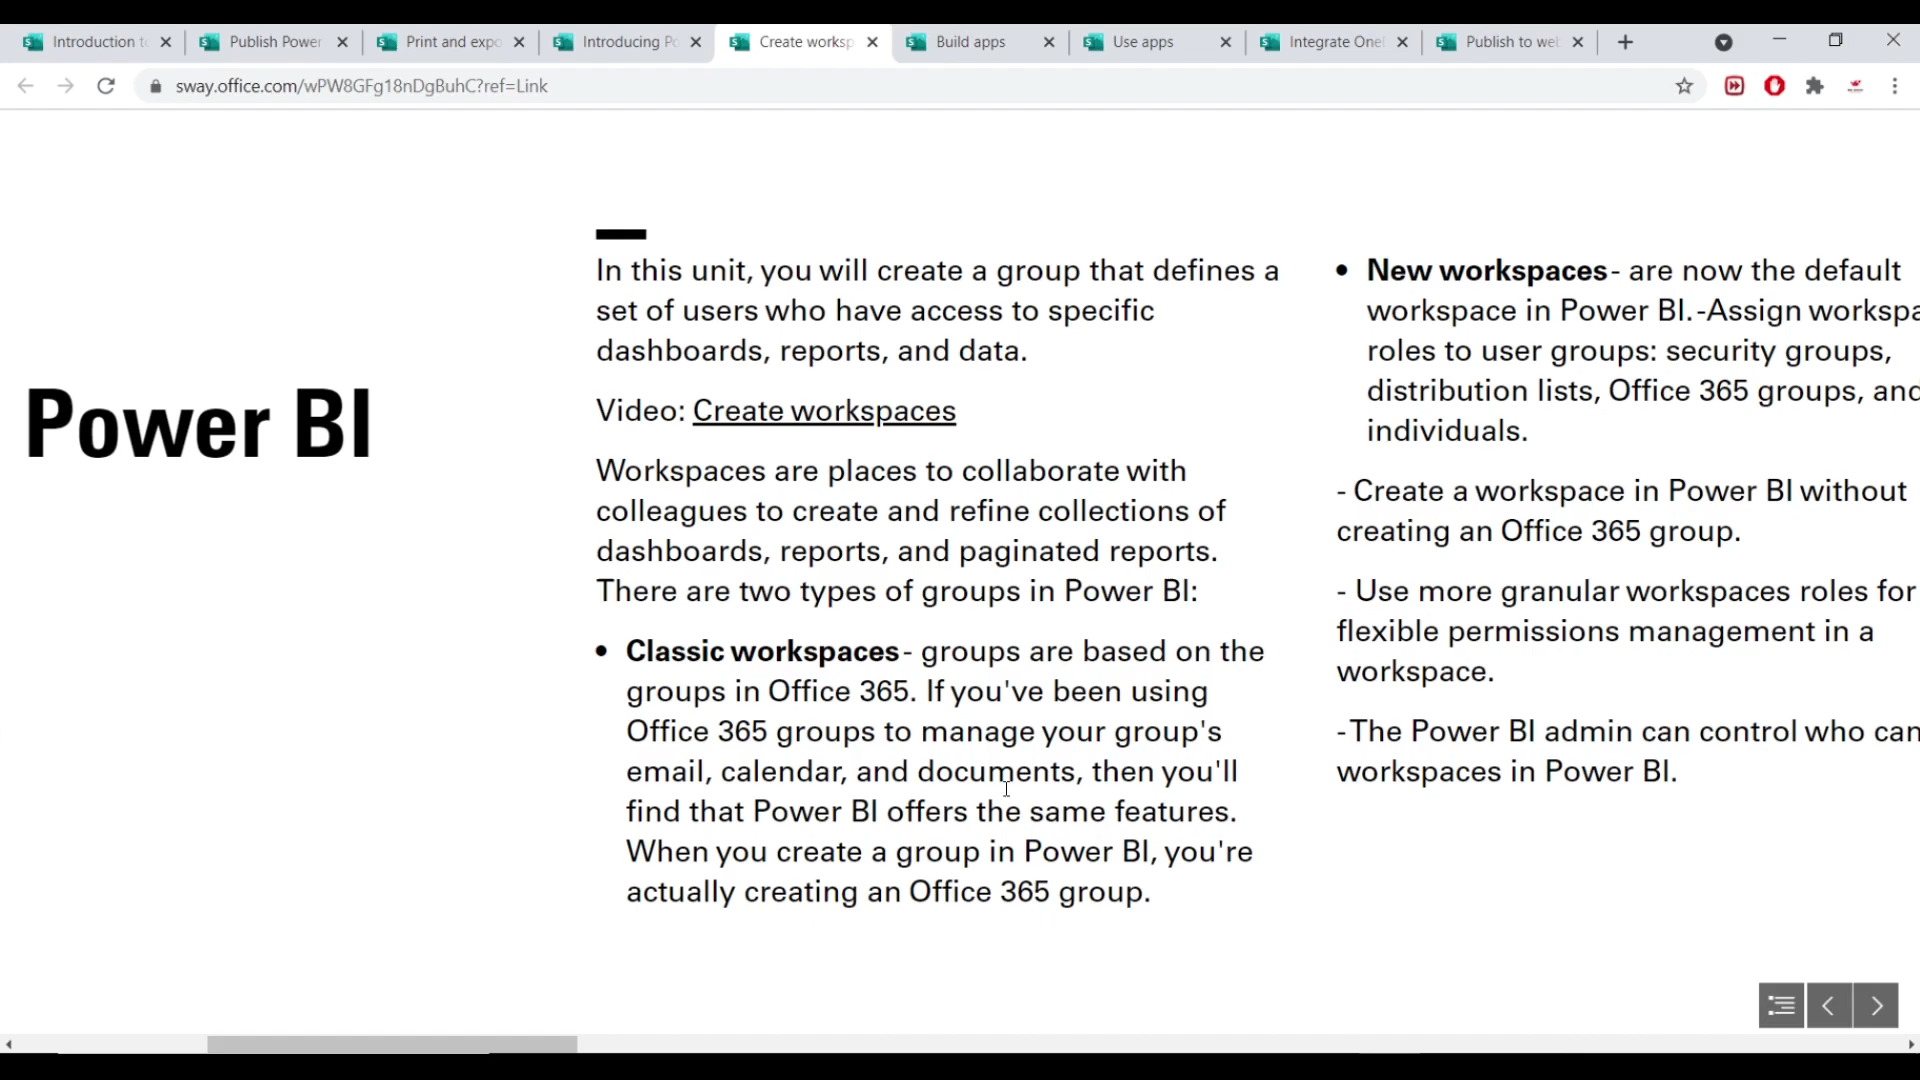 Introduction t
Publish Power
Print and expo
Introducing Po
Create worksp
Build apps
Use apps
Integrate One
Publish to we
sway.office.com/wPW8GFg18nDgBuhC?ref=Link
Power BI
In this unit, you will create a group that defines a
set of users who have access to specific
dashboards, reports, and data.
Video: Create workspaces
Workspaces are places to collaborate with
colleagues to create and refine collections of
dashboards, reports, and paginated reports.
There are two types of groups in Power BI:
• Classic workspaces- groups are based on the
groups in Office 365. If you've been using
Office 365 groups to manage your group's
email, calendar, and documents, then you'll
find that Power BI offers the same features.
When you create a group in Power BI, you're
actually creating an Office 365 group.
• New workspaces- are now the default
workspace in Power BI.-Assign workspa
roles to user groups: security groups,
distribution lists, Office 365 groups, and
individuals.
- Create a workspace in Power BI without
creating an Office 365 group.
- Use more granular workspaces roles for
flexible permissions management in a
workspace.
-The Power BI admin can control who can
workspaces in Power BI.